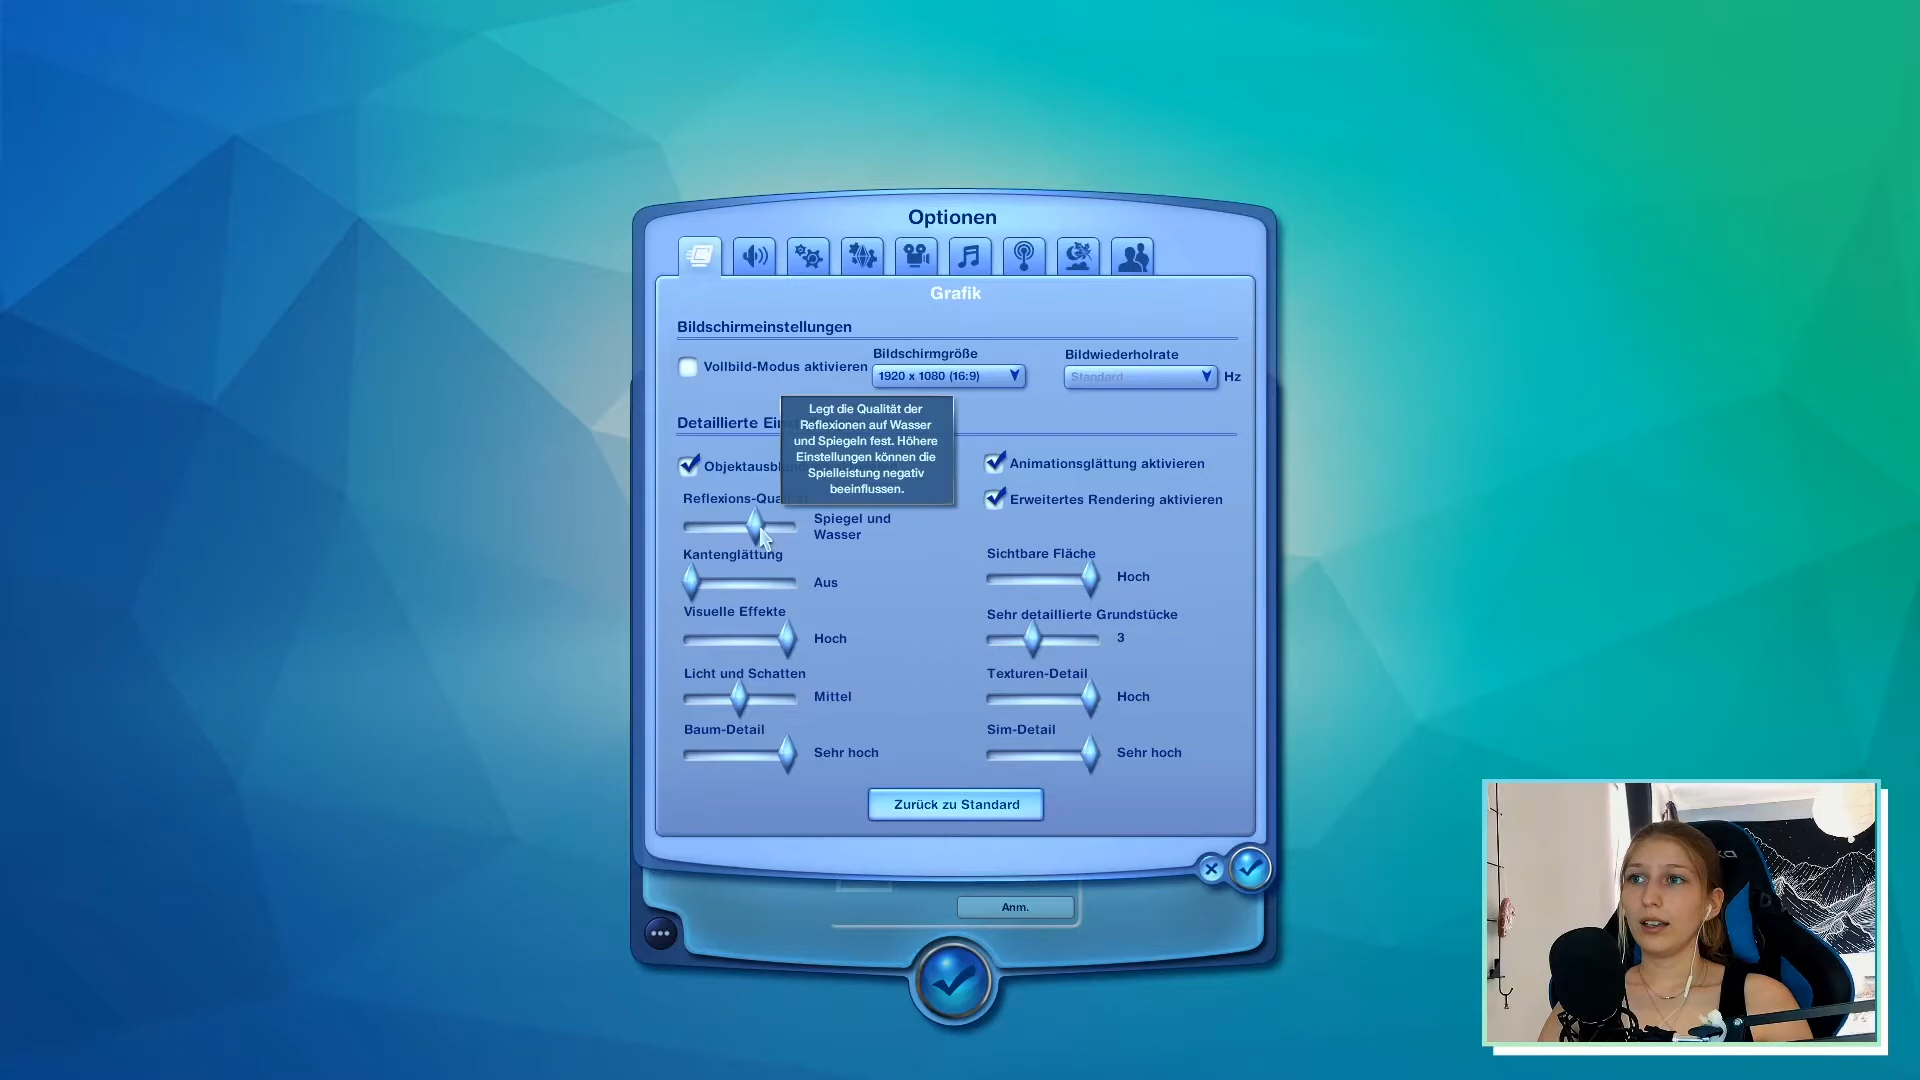 Optionen
Grafik
Bildschirmeinstellungen
Vollbild-Modus aktivieren
Bildschirmgröße
1920 x 1080 (16:9)
Bildwiederholrate
Standard
Hz
Detaillierte
Legt die Qualität der
Reflexionen auf Wasser
und Spiegeln fest. Höhere
Einstellungen können die
Spielleistung negativ
beeinflussen.
Animationsglättung aktivieren
Erweitertes Rendering aktivieren
Spiegel und
Wasser
Kantenglättung
Aus
Sichtbare Fläche
Hoch
Visuelle Effekte
Hoch
Sehr detaillierte Grundstücke
3
Licht und Schatten
Mittel
Texturen-Detail
Hoch
Baum-Detail
Sehr hoch
Sim-Detail
Sehr hoch
Zurück zu Standard
Anm.